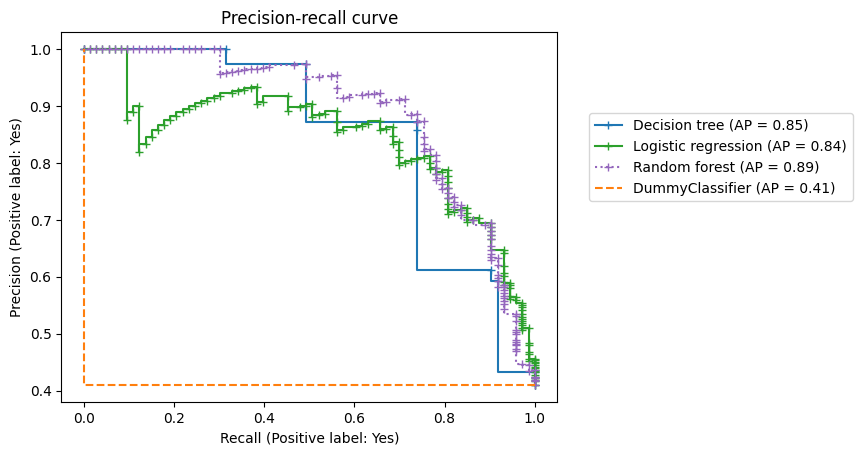 Precision-recall curve
Precision (Positive label: Yes)
1.0
0.9
0.8
0.7
0.6
0.5
0.4
0.0
0.2
0.4
0.6
0.8
1.0
Recall (Positive label: Yes)
Decision tree (AP = 0.85)
Logistic regression (AP = 0.84)
Random forest (AP = 0.89)
DummyClassifier (AP = 0.41)